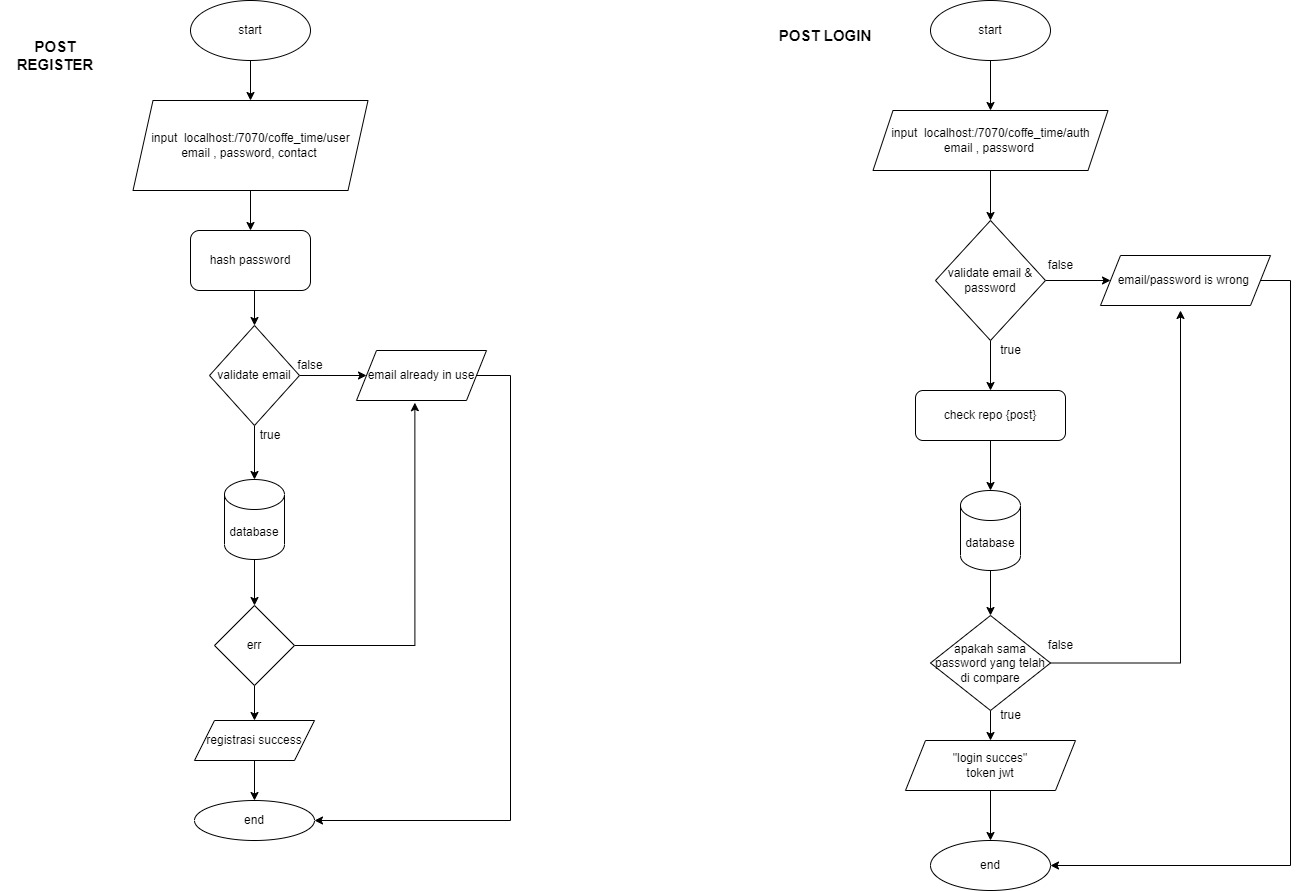 POST
REGISTER
start
input  localhost:/7070/coffe_time/user
email , password, contact
hash password
validate email
false
email already in use
true
database
err
registrasi success
end
POST LOGIN
start
input  localhost:/7070/coffe_time/auth
email , password
validate email &
password
false
email/password is wrong
true
check repo {post}
database
apakah sama
password yang telah
di compare
false
true
"login succes"
token jwt
end